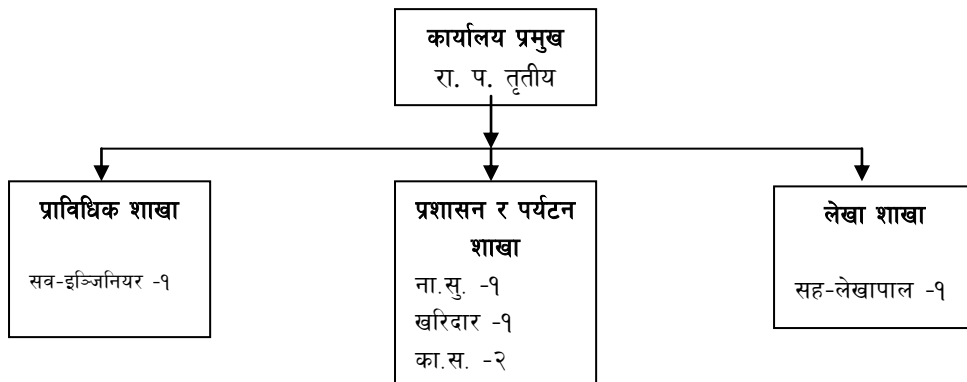 कार्यालय प्रमुख
रा. प. तृतीय
प्राविधिक शाखा
सव-इञ्जिनियर -१
प्रशासन र पर्यटन
शाखा
ना.सु. -१
खरिदार -१
का.स. -२
लेखा शाखा
सह-लेखापाल -१